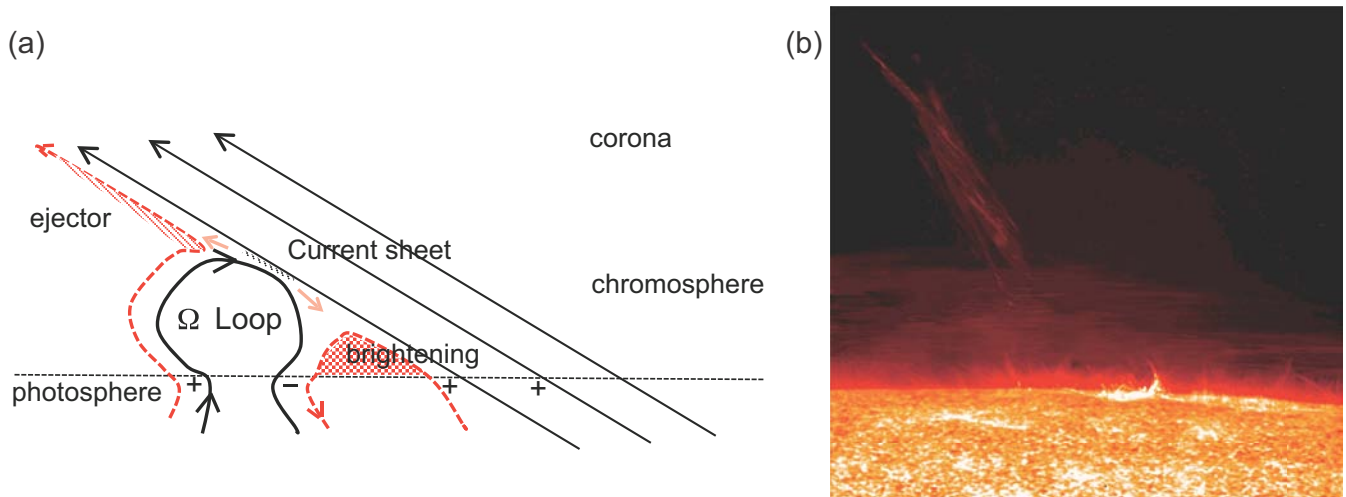 (a)
(b)
corona
ejector
Current sheet
chromosphere
Ω Loop
brightening
photosphere
+
−
+
+